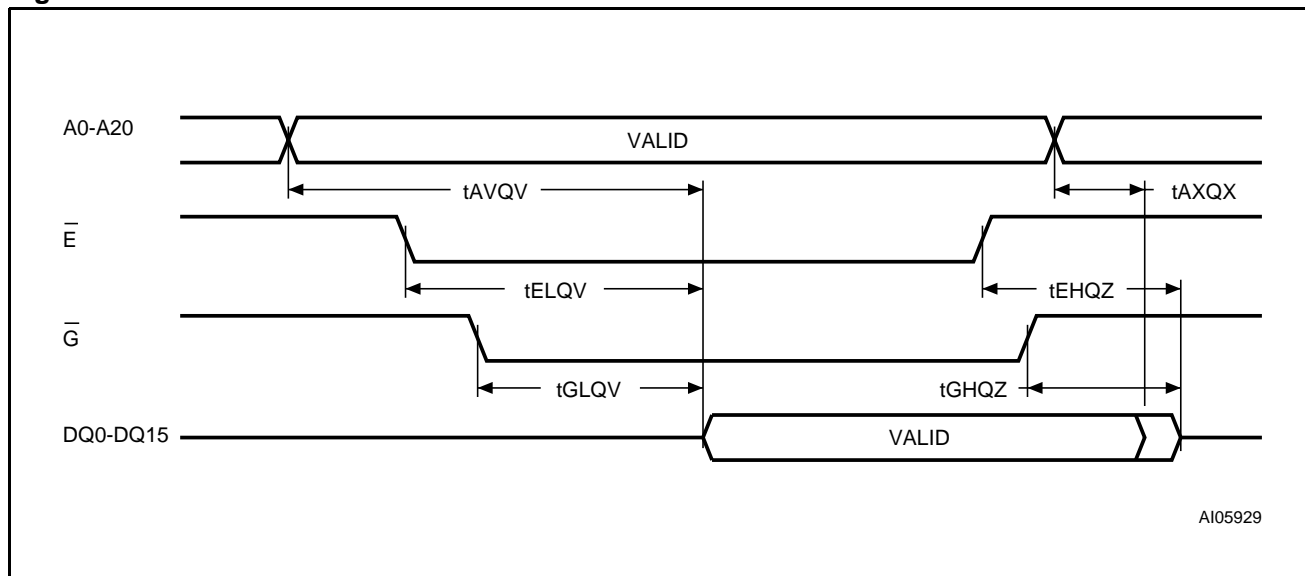 A0-A20
VALID
tAVQV
tAXQX
E
tELQV
tEHQZ
G
tGLQV
tGHQZ
DQ0-DQ15
VALID
AI05929